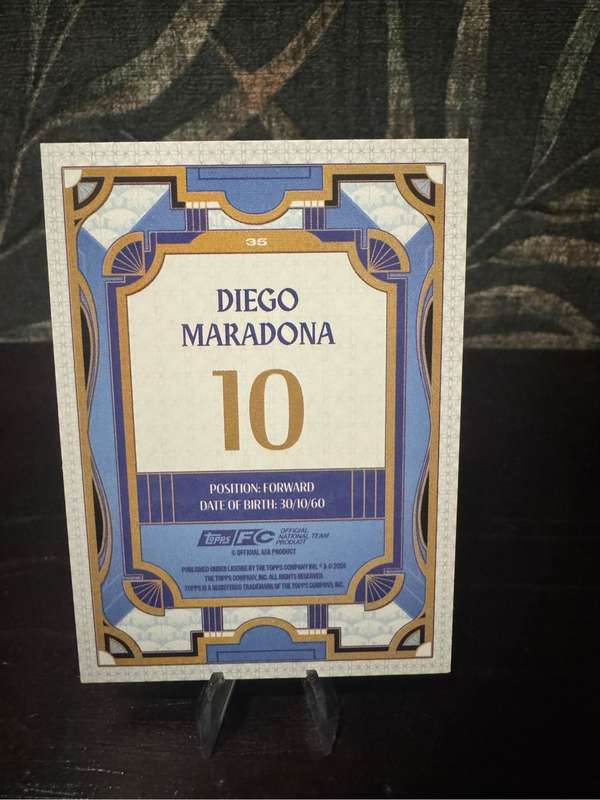 35
DIEGO
MARADONA
10
POSITION: FORWARD
DATE OF BIRTH: 30/10/60
TOPPS FC OFFICIAL
NATIONAL TEAM
PRODUCT
© OFFICIAL AFA PRODUCT
PUBLISHED UNDER LICENSE BY THE TOPPS COMPANY INC. ® & © 2024
THE TOPPS COMPANY, INC. ALL RIGHTS RESERVED.
TOPPS IS A REGISTERED TRADEMARK OF THE TOPPS COMPANY, INC.